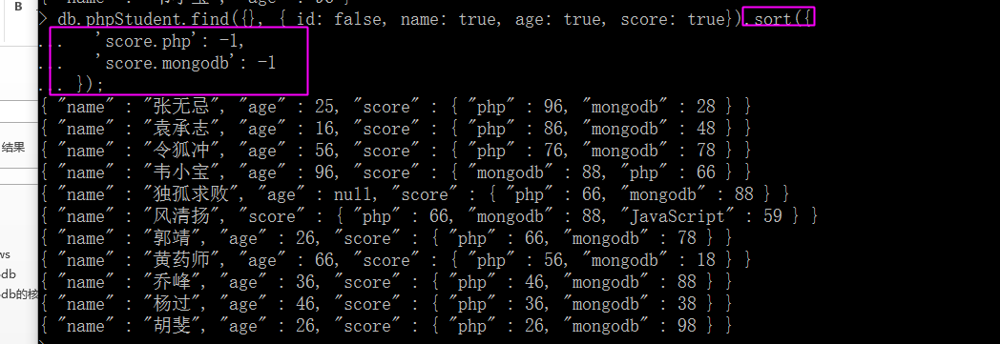 B
> db.phpStudent.find({}, { id: false, name: true, age: true, score: true}).sort({
...   'score.php': -1,
...   'score.mongodb': -1
... });
{ "name" : "张无忌", "age" : 25, "score" : { "php" : 96, "mongodb" : 28 } }
{ "name" : "袁承志", "age" : 16, "score" : { "php" : 86, "mongodb" : 48 } }
{ "name" : "令狐冲", "age" : 56, "score" : { "php" : 76, "mongodb" : 78 } }
结果
{ "name" : "韦小宝", "age" : 96, "score" : { "mongodb" : 88, "php" : 66 } }
{ "name" : "独孤求败", "age" : null, "score" : { "php" : 66, "mongodb" : 88 } }
{ "name" : "风清扬", "score" : { "php" : 66, "mongodb" : 88, "JavaScript" : 59 } }
{ "name" : "郭靖", "age" : 26, "score" : { "php" : 66, "mongodb" : 78 } }
ws
{ "name" : "黄药师", "age" : 66, "score" : { "php" : 56, "mongodb" : 18 } }
db
{ "name" : "乔峰", "age" : 36, "score" : { "php" : 46, "mongodb" : 88 } }
db的核
{ "name" : "杨过", "age" : 46, "score" : { "php" : 36, "mongodb" : 38 } }
{ "name" : "胡斐", "age" : 26, "score" : { "php" : 26, "mongodb" : 98 } }